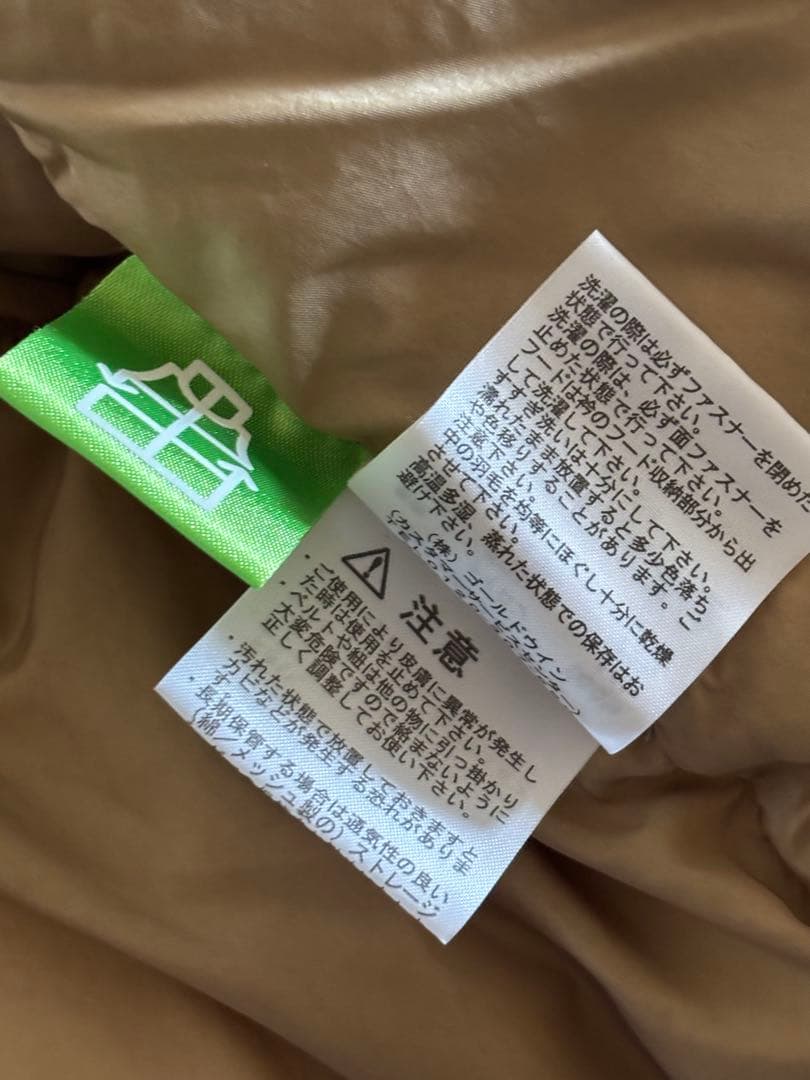 洗濯の際は必ずファスナーを閉めた
状態で行って下さい。
洗濯の際は、必ず面ファスナーを
止めた状態で行って下さい。
フードは衿のフード収納部分から出
して洗濯して下さい。
すすぎ洗いは十分にして下さい。
濡れたまま放置すると多少色落ち
や色移りすることがあります。ご
注意下さい。
中の羽毛を均等にほぐし十分に乾燥
させて下さい。
高温多湿、蒸れた状態での保存はお
避け下さい。
(株)ゴールドウイン
注意
・ご使用により皮膚に異常が発生し
た時は使用を止めて下さい。
・ベルトや紐は他の物に引っ掛かり
大変危険ですので絡まないように
正しく調整してお使い下さい。
・汚れた状態で放置しておきますと
カビなどが発生する恐れがありま
す
・長期保管する場合は通気性の良い
(綿/メッシュ製の)ストレージ